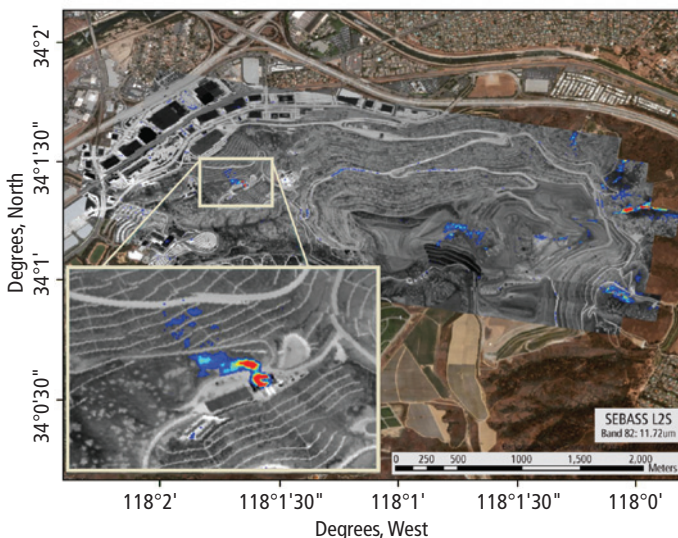 34°2'
34°1'30"
34°1'
34°0'30"
Degrees, North
SEBASS L2S
Band 82: 11.72um
0 250 500 1000 1,500 2,000
Meters
118°2' 118°1'30" 118°1' 118°1'30" 118°0'
Degrees, West